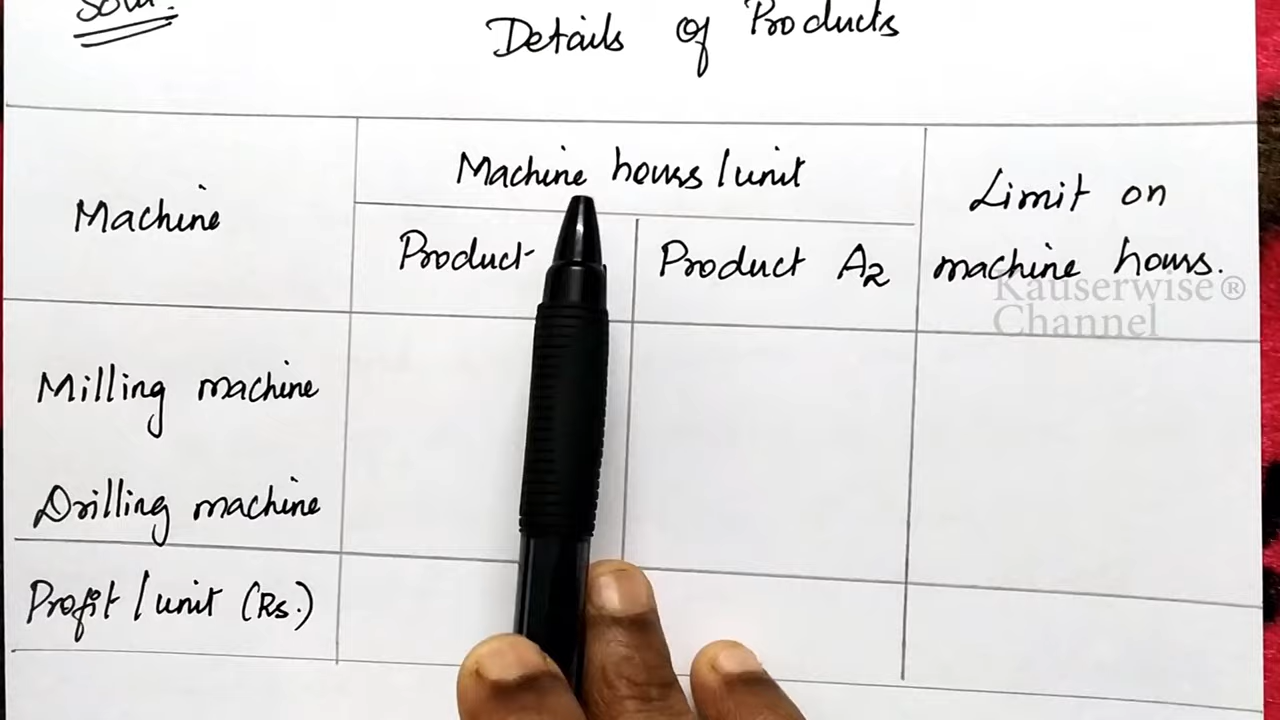 Soln:
Details of Products
Machine
Machine hours / unit
Limit on
machine hours.
Product
Product A2
Kauserwise®
Channel
Milling machine
Drilling machine
Profit / unit (Rs.)